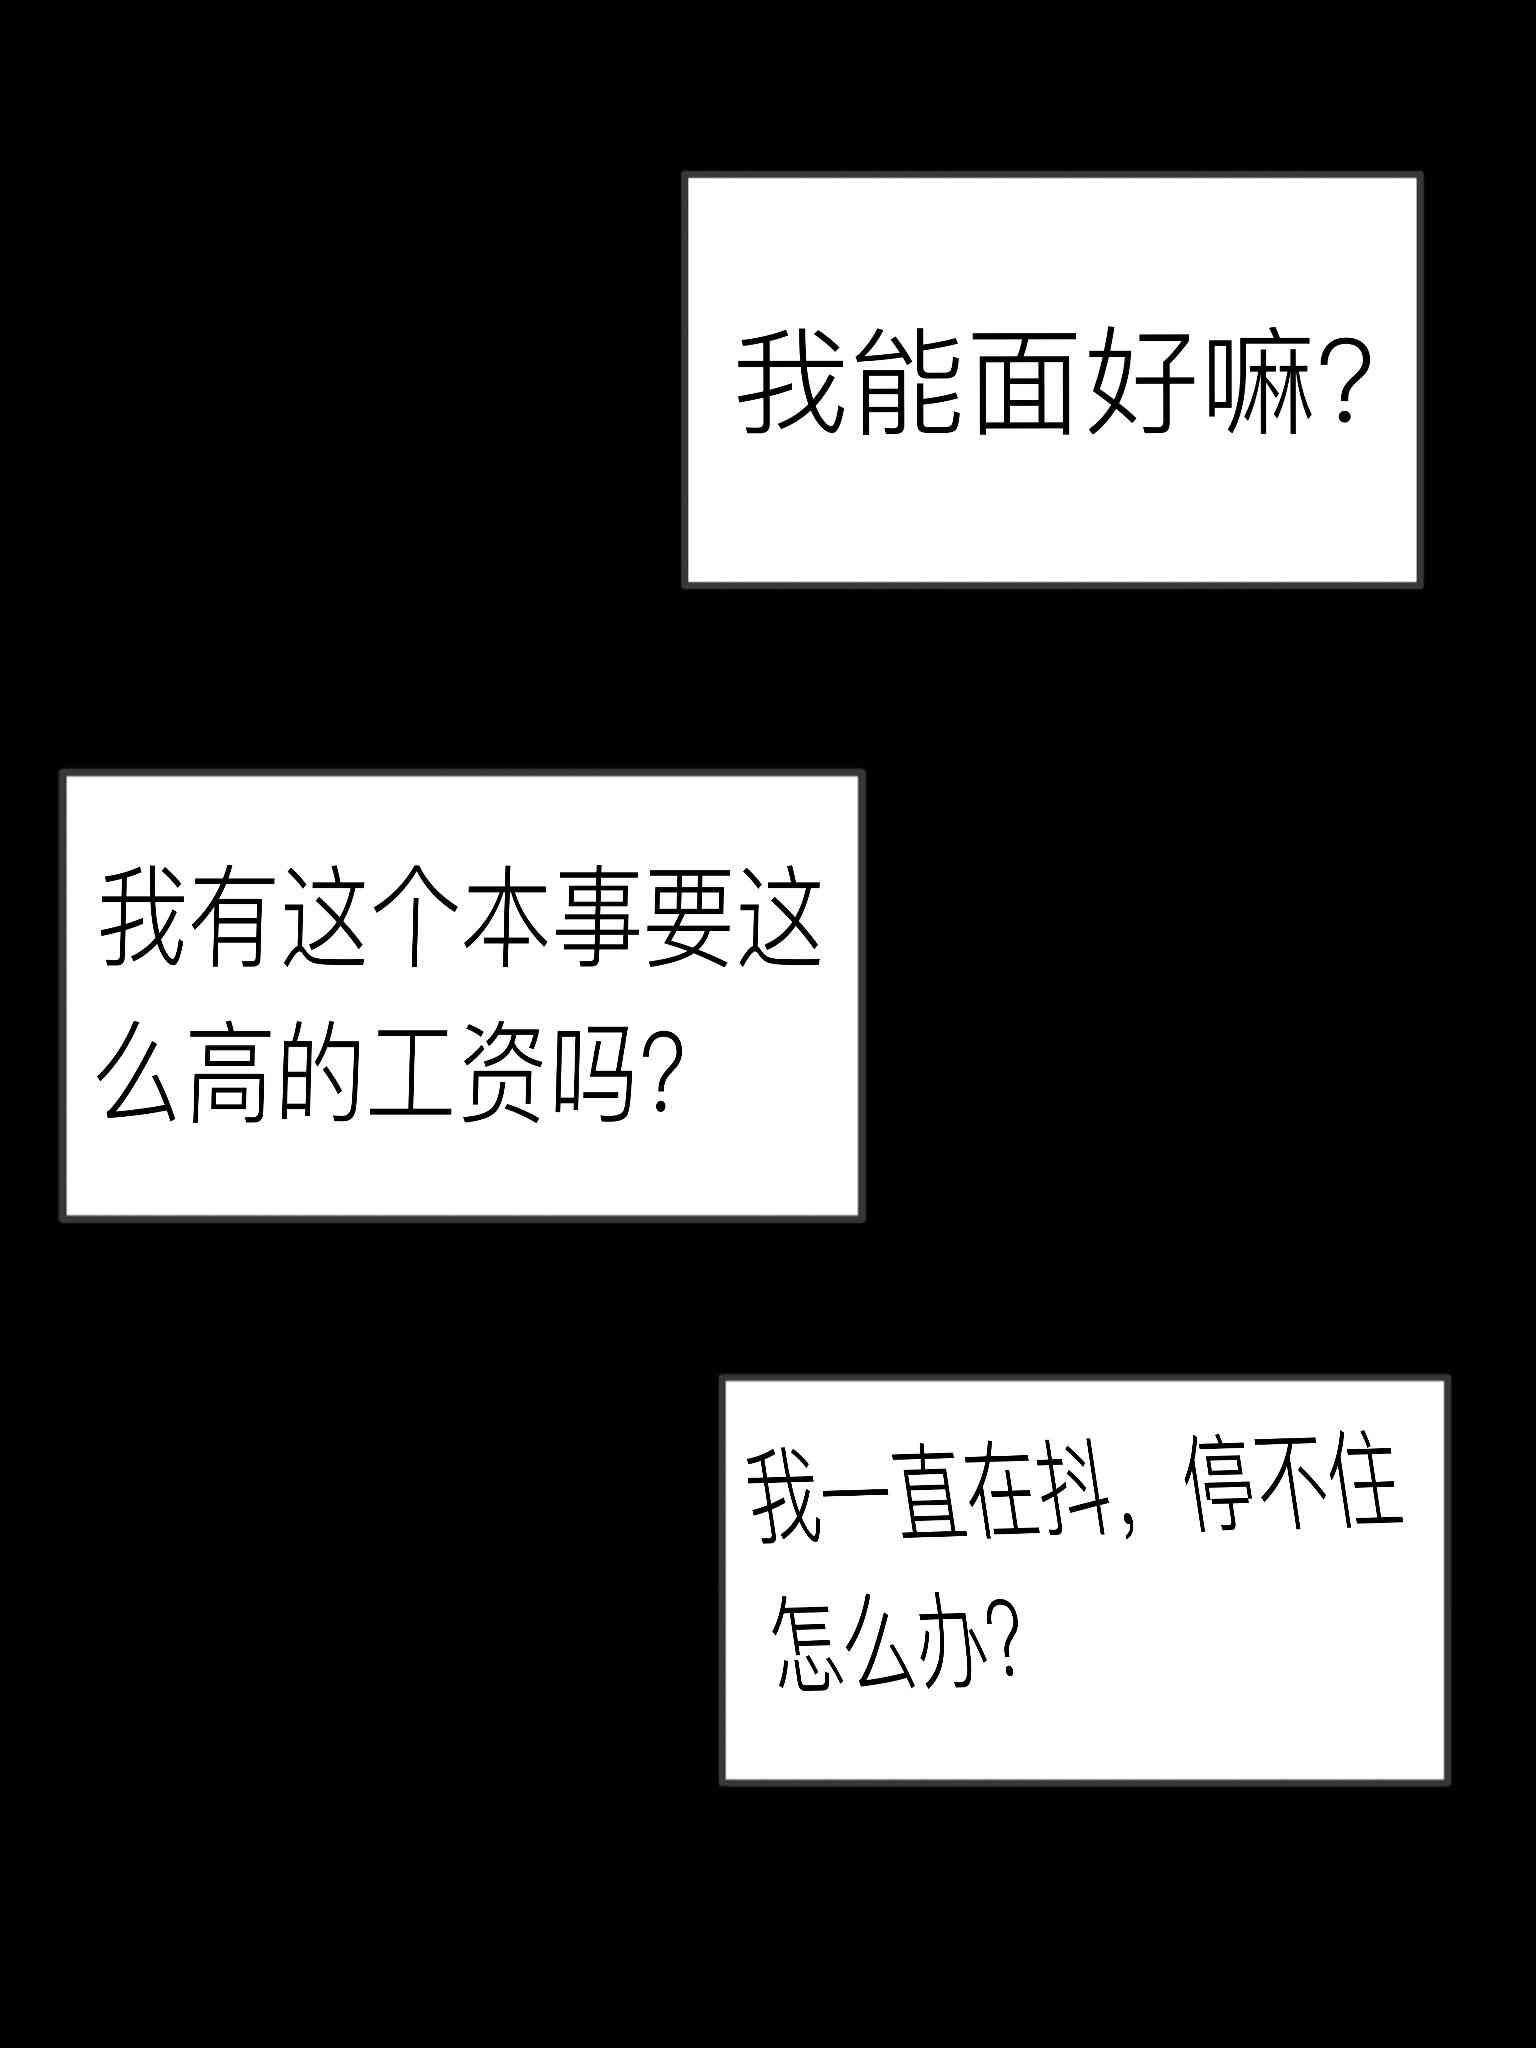 我能面好嘛？
我有这个本事要这
么高的工资吗？
我一直在抖，停不住
怎么办？